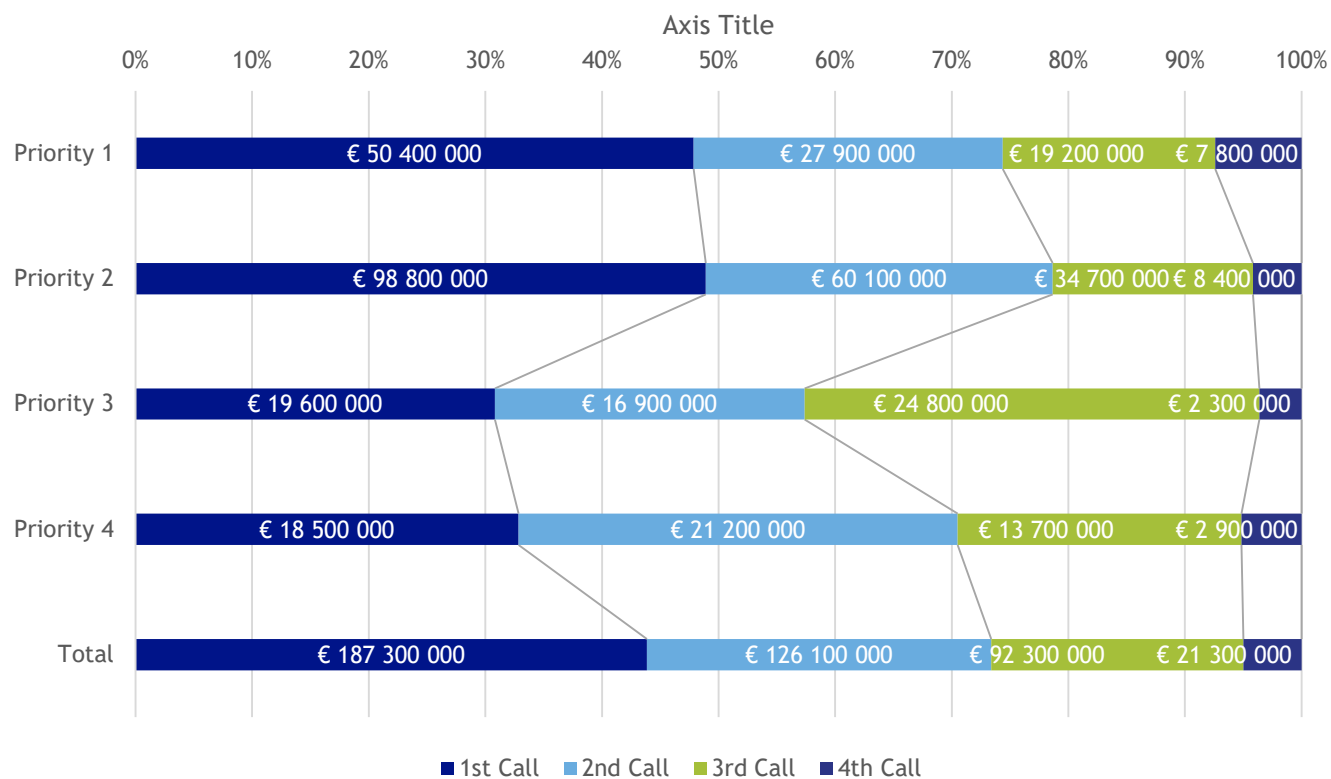 Axis Title
0% 10% 20% 30% 40% 50% 60% 70% 80% 90% 100%
Priority 1 € 50 400 000 € 27 900 000 € 19 200 000 € 7 800 000
Priority 2 € 98 800 000 € 60 100 000 € 34 700 000 € 8 400 000
Priority 3 € 19 600 000 € 16 900 000 € 24 800 000 € 2 300 000
Priority 4 € 18 500 000 € 21 200 000 € 13 700 000 € 2 900 000
Total € 187 300 000 € 126 100 000 € 92 300 000 € 21 300 000
1st Call 2nd Call 3rd Call 4th Call